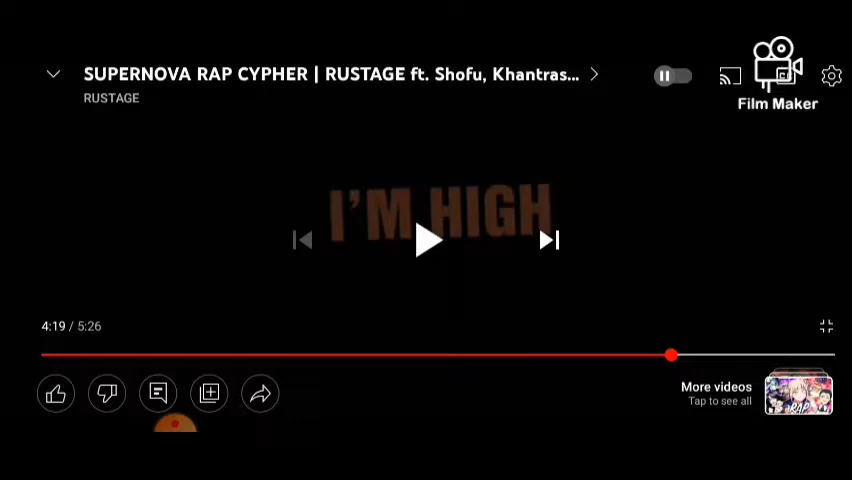 SUPERNOVA RAP CYPHER | RUSTAGE ft. Shofu, Khantras...
RUSTAGE
Film Maker
I'M HIGH
4:19 / 5:26
More videos
Tap to see all
RAP